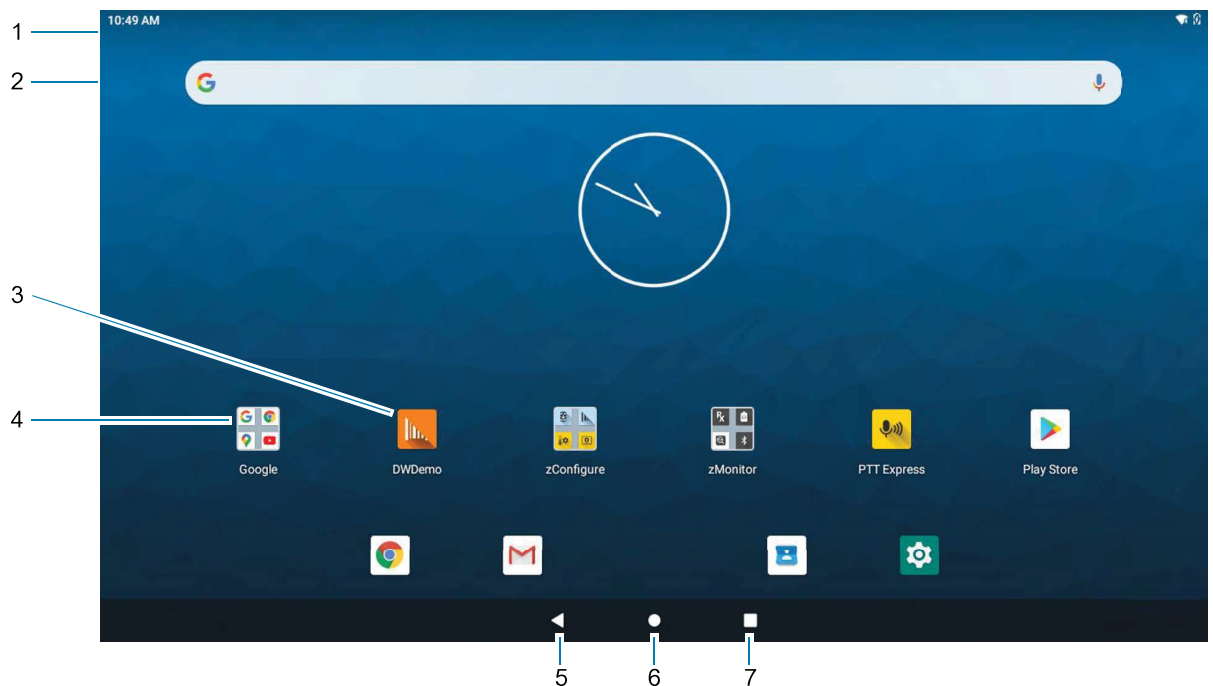 1
10:49 AM
2
3
4
Google
DWDemo
zConfigure
zMonitor
PTT Express
Play Store
5
6
7